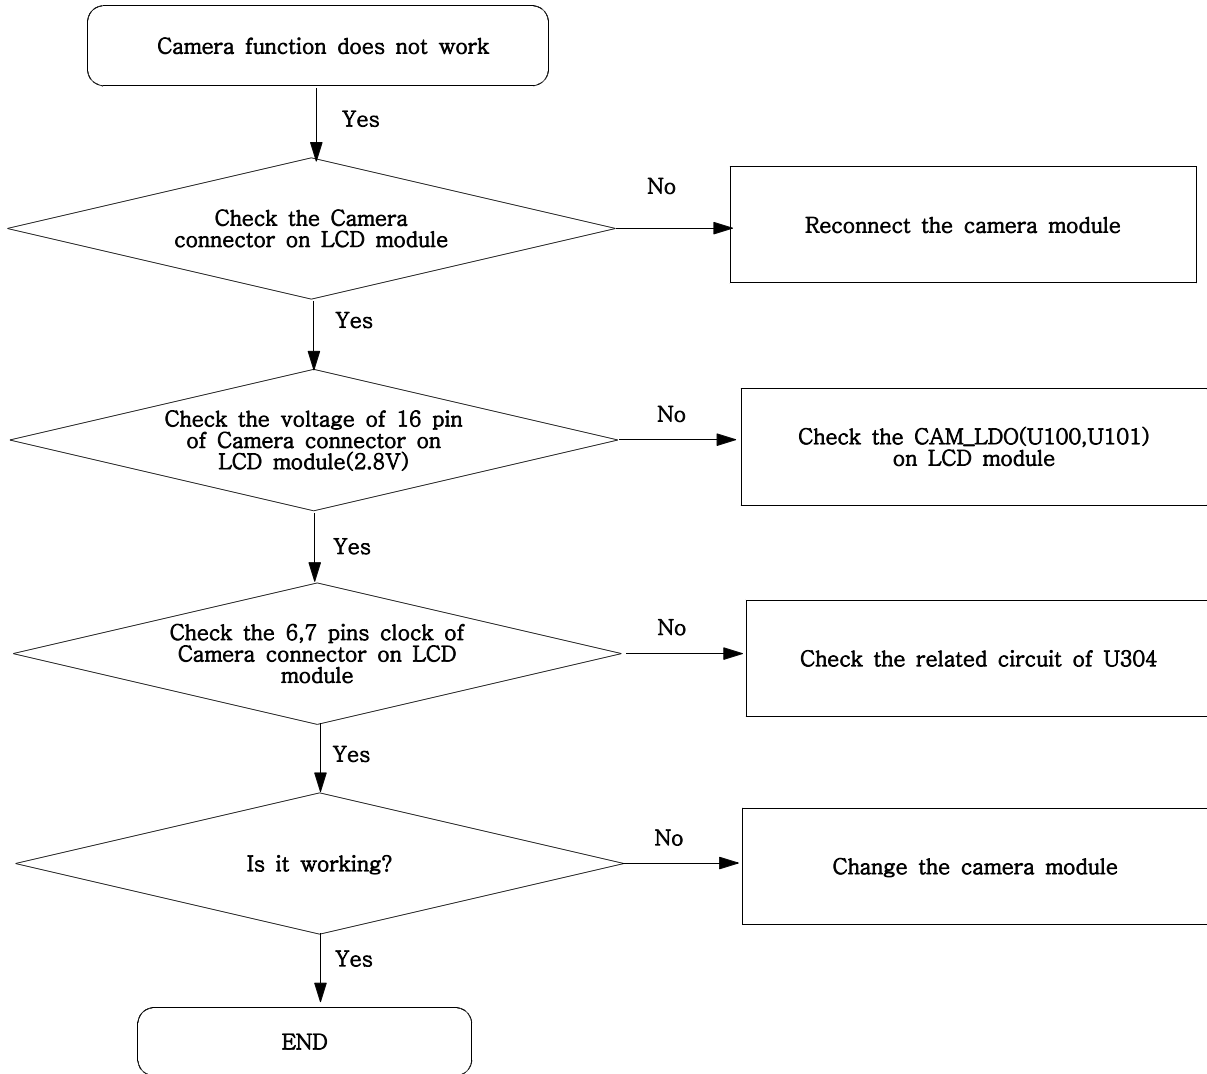 Camera function does not work
Yes
Check the Camera
connector on LCD module
No
Reconnect the camera module
Yes
Check the voltage of 16 pin
of Camera connector on
LCD module(2.8V)
No
Check the CAM_LDO(U100,U101)
on LCD module
Yes
Check the 6,7 pins clock of
Camera connector on LCD
module
No
Check the related circuit of U304
Yes
Is it working?
No
Change the camera module
Yes
END